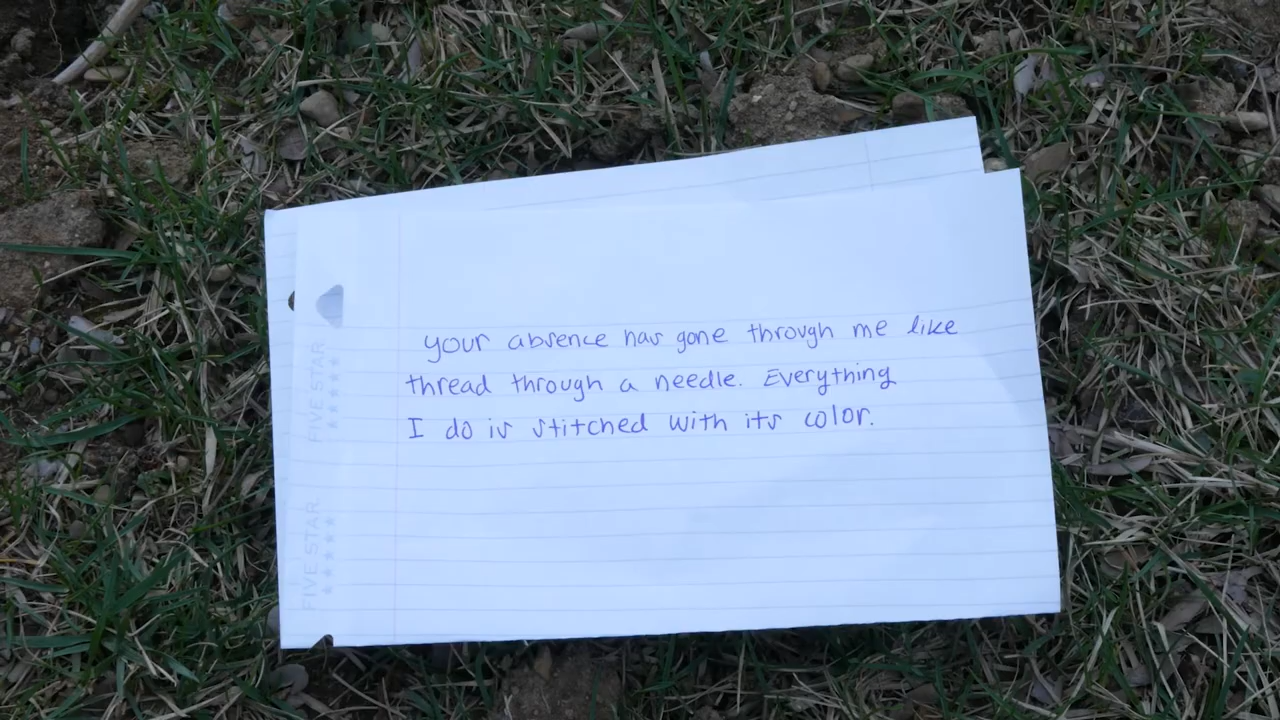 your absence has gone through me like
thread through a needle. Everything
I do is stitched with its color.
FIVE STAR
FIVE STAR